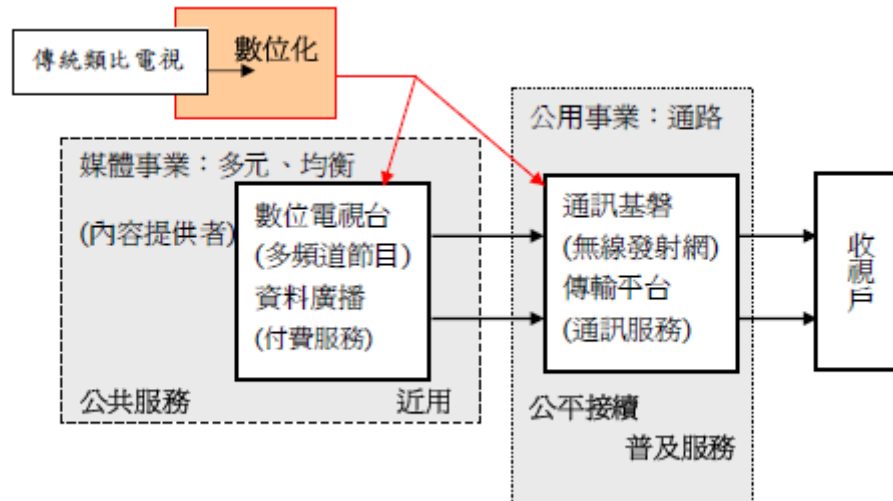 傳統類比電視
數位化
媒體事業：多元、均衡
(內容提供者)
數位電視台
(多頻道節目)
資料廣播
(付費服務)
公共服務
近用
公用事業：通路
通訊基磐
(無線發射網)
傳輸平台
(通訊服務)
公平接續
普及服務
收視戶